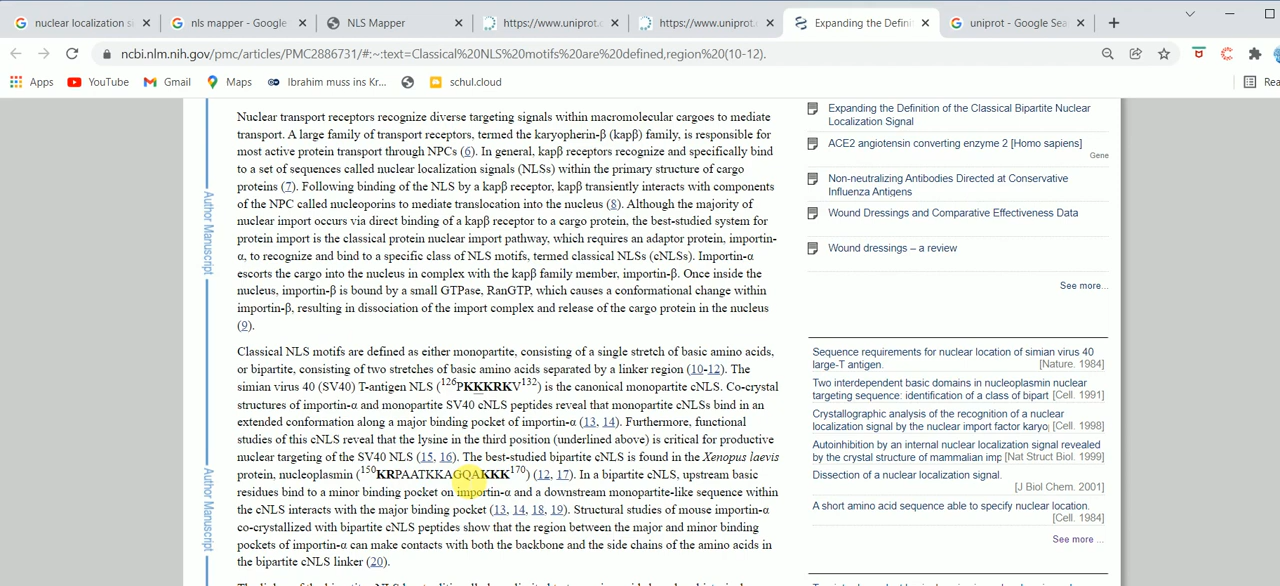 nuclear localization s
nls mapper - Google
NLS Mapper
https://www.uniprot.c
https://www.uniprot.
Expanding the Defin
uniprot - Google Sea
ncbi.nlm.nih.gov/pmc/articles/PMC2886731/#:~:text=Classical%20NLS%20motifs%20are%20defined,region%20(10-12).
Apps
YouTube
Gmail
Maps
Ibrahim muss ins Kr...
schul.cloud
Rea
Nuclear transport receptors recognize diverse targeting signals within macromolecular cargoes to mediate
transport. A large family of transport receptors, termed the karyopherin-β (kapβ) family, is responsible for
most active protein transport through NPCs (6). In general, kapβ receptors recognize and specifically bind
to a set of sequences called nuclear localization signals (NLSs) within the primary structure of cargo
proteins (7). Following binding of the NLS by a kapβ receptor, kapβ transiently interacts with components
of the NPC called nucleoporins to mediate translocation into the nucleus (8). Although the majority of
nuclear import occurs via direct binding of a kapβ receptor to a cargo protein, the best-studied system for
protein import is the classical protein nuclear import pathway, which requires an adaptor protein, importin-
α, to recognize and bind to a specific class of NLS motifs, termed classical NLSs (cNLSs). Importin-α
escorts the cargo into the nucleus in complex with the kapβ family member, importin-β. Once inside the
nucleus, importin-β is bound by a small GTPase, RanGTP, which causes a conformational change within
importin-β, resulting in dissociation of the import complex and release of the cargo protein in the nucleus
(9).
Classical NLS motifs are defined as either monopartite, consisting of a single stretch of basic amino acids,
or bipartite, consisting of two stretches of basic amino acids separated by a linker region (10-12). The
simian virus 40 (SV40) T-antigen NLS (126PKKKRKV132) is the canonical monopartite cNLS. Co-crystal
structures of importin-α and monopartite SV40 cNLS peptides reveal that monopartite cNLSs bind in an
extended conformation along a major binding pocket of importin-α (13, 14). Furthermore, functional
studies of this cNLS reveal that the lysine in the third position (underlined above) is critical for productive
nuclear targeting of the SV40 NLS (15, 16). The best-studied bipartite cNLS is found in the Xenopus laevis
protein, nucleoplasmin (150KRPAATKKAGQAKKKK170) (12, 17). In a bipartite cNLS, upstream basic
residues bind to a minor binding pocket on importin-α and a downstream monopartite-like sequence within
the cNLS interacts with the major binding pocket (13, 14, 18, 19). Structural studies of mouse importin-α
co-crystallized with bipartite cNLS peptides show that the region between the major and minor binding
pockets of importin-α can make contacts with both the backbone and the side chains of the amino acids in
the bipartite cNLS linker (20).
Author Manuscript
Author Manuscript
Expanding the Definition of the Classical Bipartite Nuclear
Localization Signal
ACE2 angiotensin converting enzyme 2 [Homo sapiens]
Gene
Non-neutralizing Antibodies Directed at Conservative
Influenza Antigens
Wound Dressings and Comparative Effectiveness Data
Wound dressings – a review
See more...
Sequence requirements for nuclear location of simian virus 40
large-T antigen. [Nature. 1984]
Two interdependent basic domains in nucleoplasmin nuclear
targeting sequence: identification of a class of bipart [Cell. 1991]
Crystallographic analysis of the recognition of a nuclear
localization signal by the nuclear import factor karyo [Cell. 1998]
Autoinhibition by an internal nuclear localization signal revealed
by the crystal structure of mammalian imp [Nat Struct Biol. 1999]
Dissection of a nuclear localization signal.
[J Biol Chem. 2001]
A short amino acid sequence able to specify nuclear location.
[Cell. 1984]
See more ...